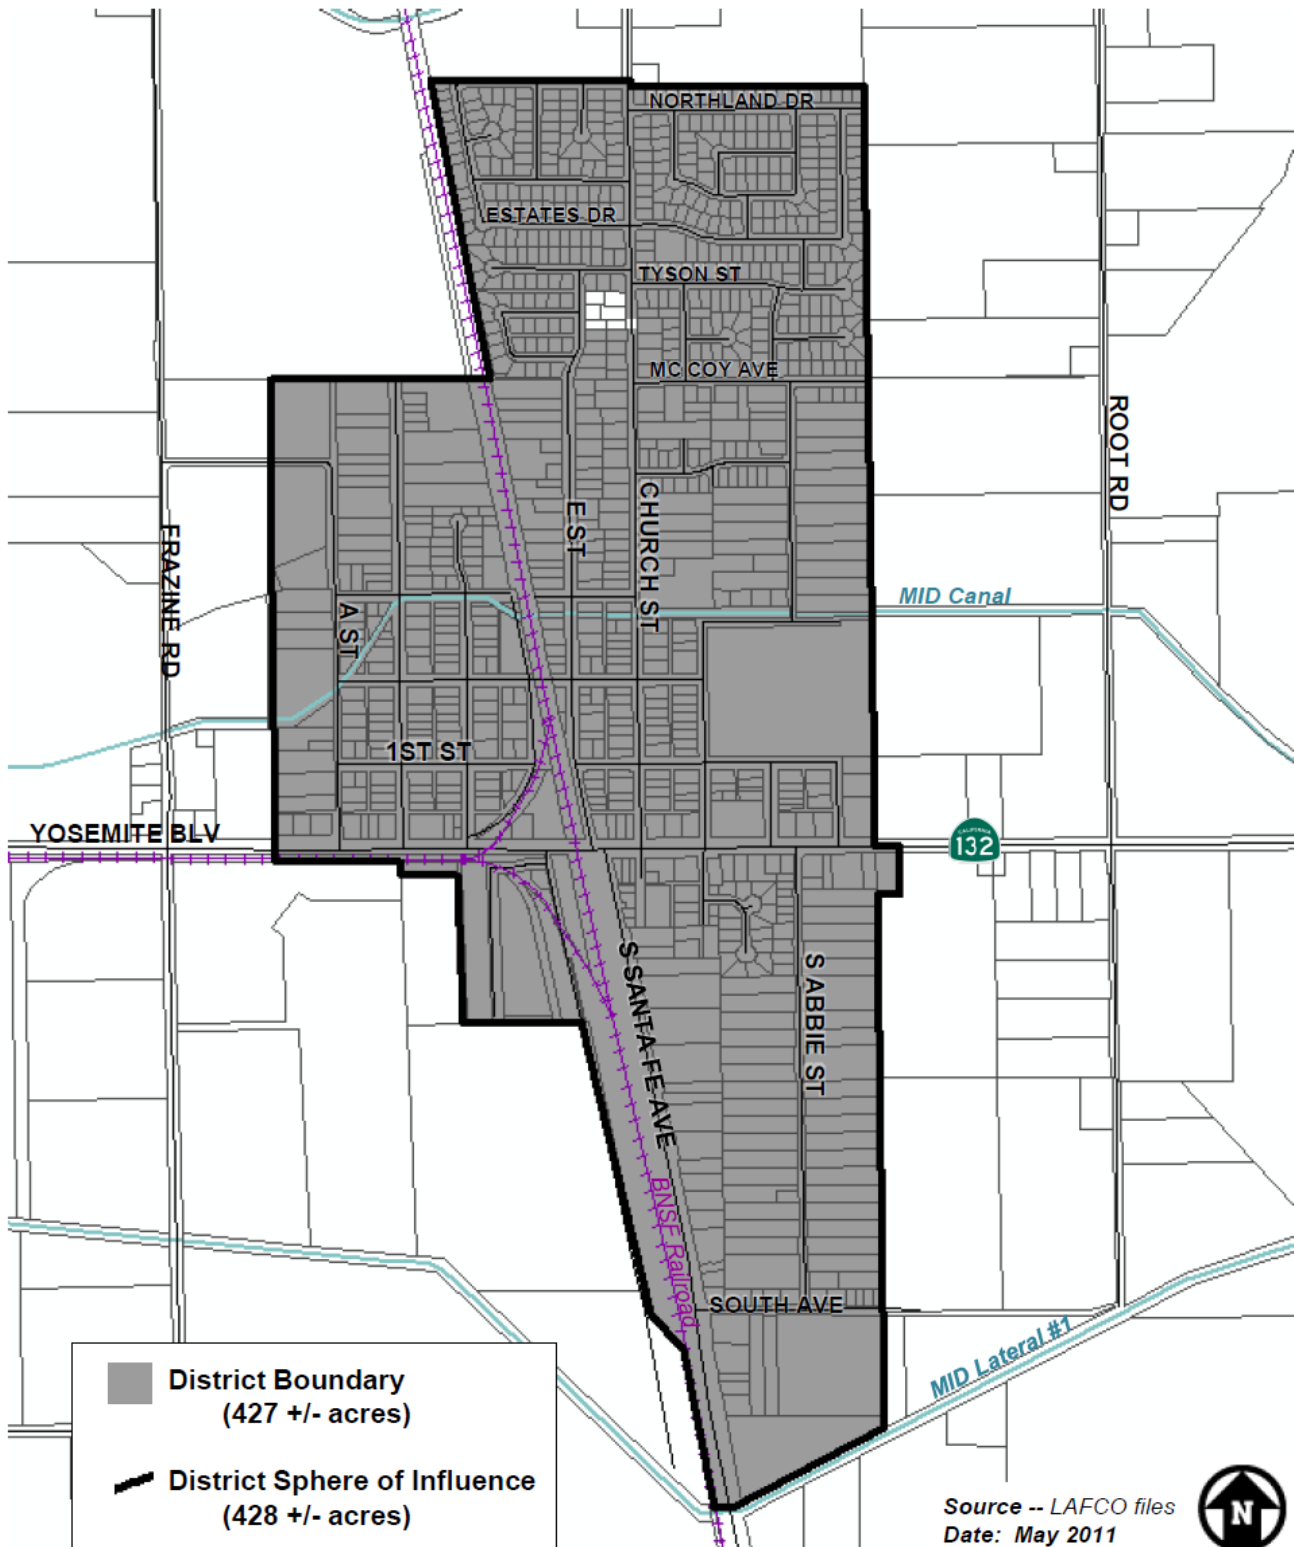 NORTHLAND DR
ESTATES DR
TYSON ST
MC COY AVE
ROOT RD
CHURCH ST
E ST
FRAZINE RD
A ST
MID Canal
1ST ST
YOSEMITE BLV
CALIFORNIA
132
S SANTA FE AVE
S ABBIE ST
BNSF Railroad
SOUTH AVE
MID Lateral #1
District Boundary
(427 +/- acres)
District Sphere of Influence
(428 +/- acres)
Source -- LAFCO files
Date: May 2011
N